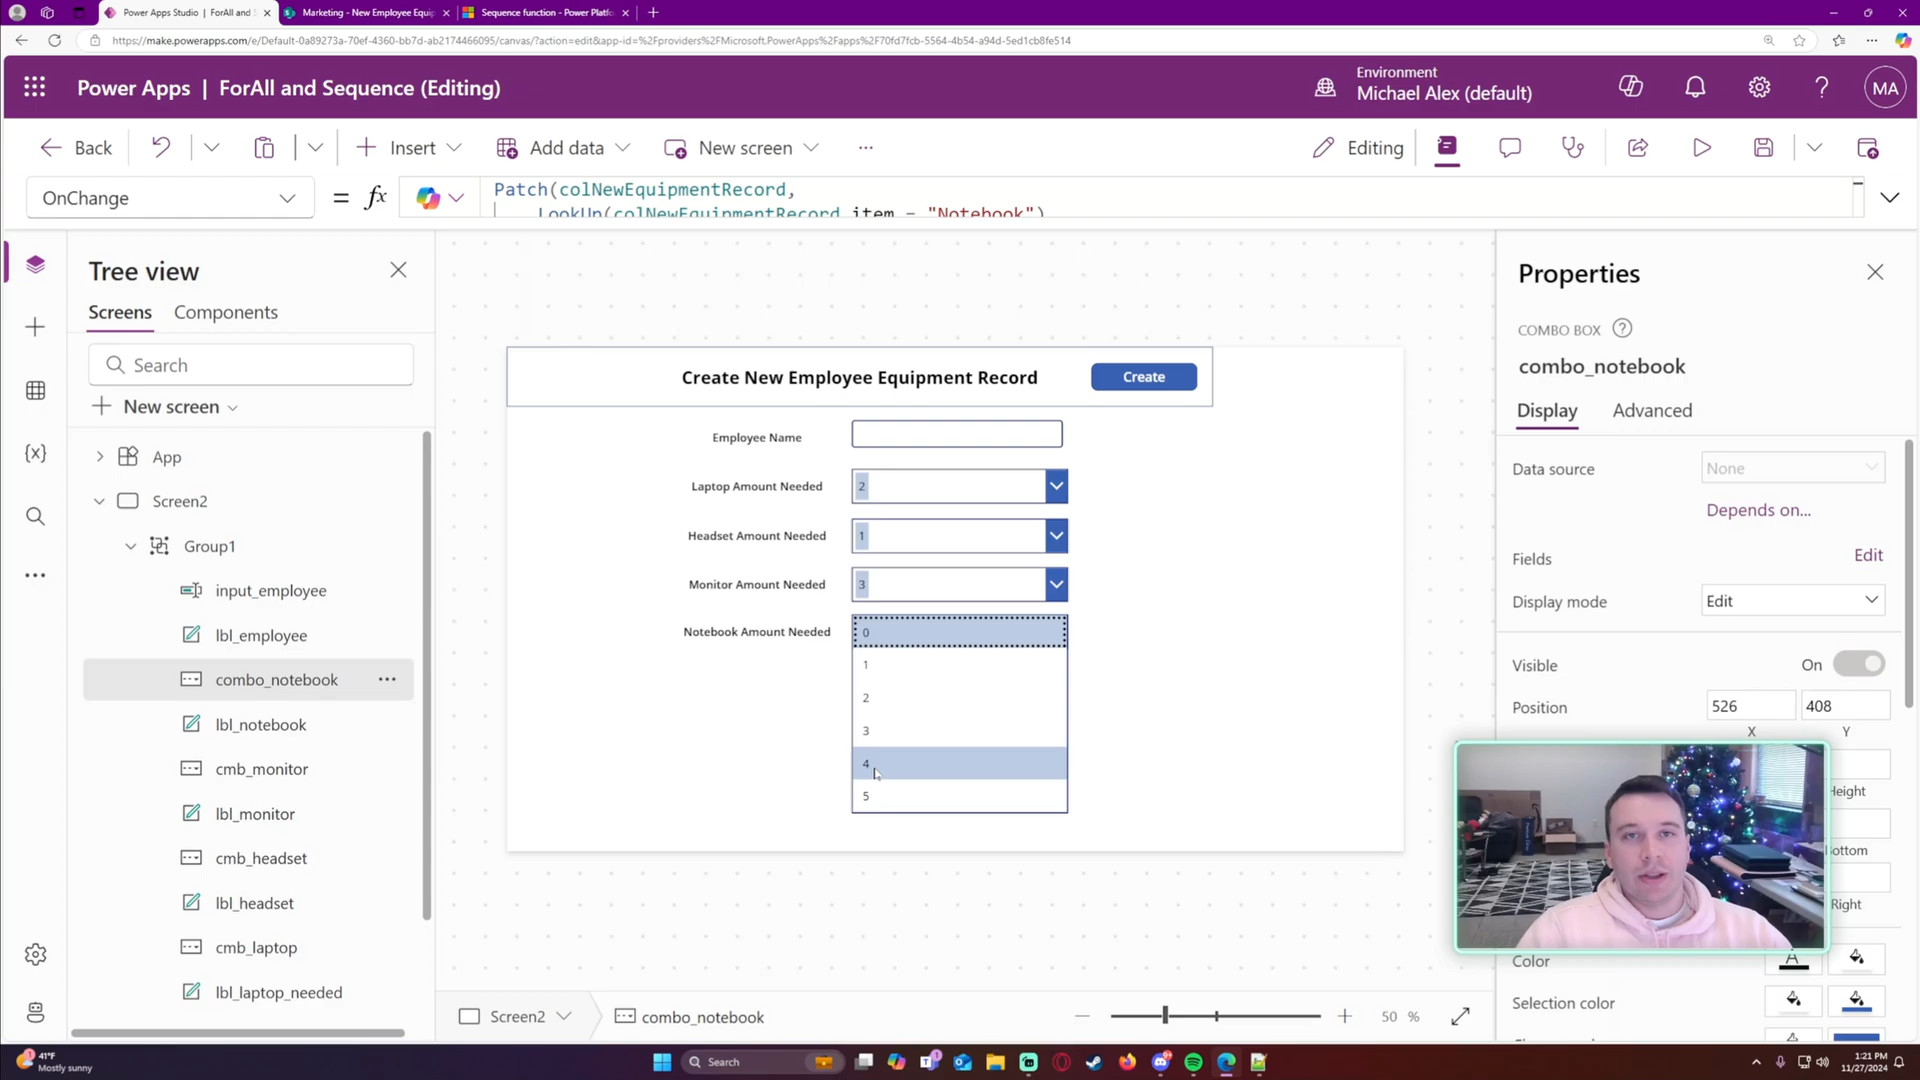 Power Apps Studio | ForAll and S
Marketing - New Employee Equip
Sequence function - Power Platfo
https://make.powerapps.com/e/Default-0a89273a-70ef-4360-bb7d-ab2174466095/canvas/?action=edit&app-id=%2Fproviders%2FMicrosoft.PowerApps%2Fapps%2F70fd7fcb-5564-4b54-a94d-5ed1cb8fe514
Power Apps | ForAll and Sequence (Editing)
Environment
Michael Alex (default)
MA
Back
Insert
Add data
New screen
Editing
OnChange
= fx
Patch(colNewEquipmentRecord,
LookUp(colNewEquipmentRecord,item = "Notebook")
Tree view
Screens
Components
Search
New screen
App
Screen2
Group1
input_employee
lbl_employee
combo_notebook
lbl_notebook
cmb_monitor
lbl_monitor
cmb_headset
lbl_headset
cmb_laptop
lbl_laptop_needed
Create New Employee Equipment Record
Create
Employee Name
Laptop Amount Needed
2
Headset Amount Needed
1
Monitor Amount Needed
3
Notebook Amount Needed
0
1
2
3
4
5
Screen2
combo_notebook
50 %
Properties
COMBO BOX
combo_notebook
Display
Advanced
Data source
None
Depends on...
Fields
Edit
Display mode
Edit
Visible
On
Position
526
408
X
Y
Height
Bottom
Right
Color
A
Selection color
41°F
Mostly sunny
Search
1:21 PM
11/27/2024